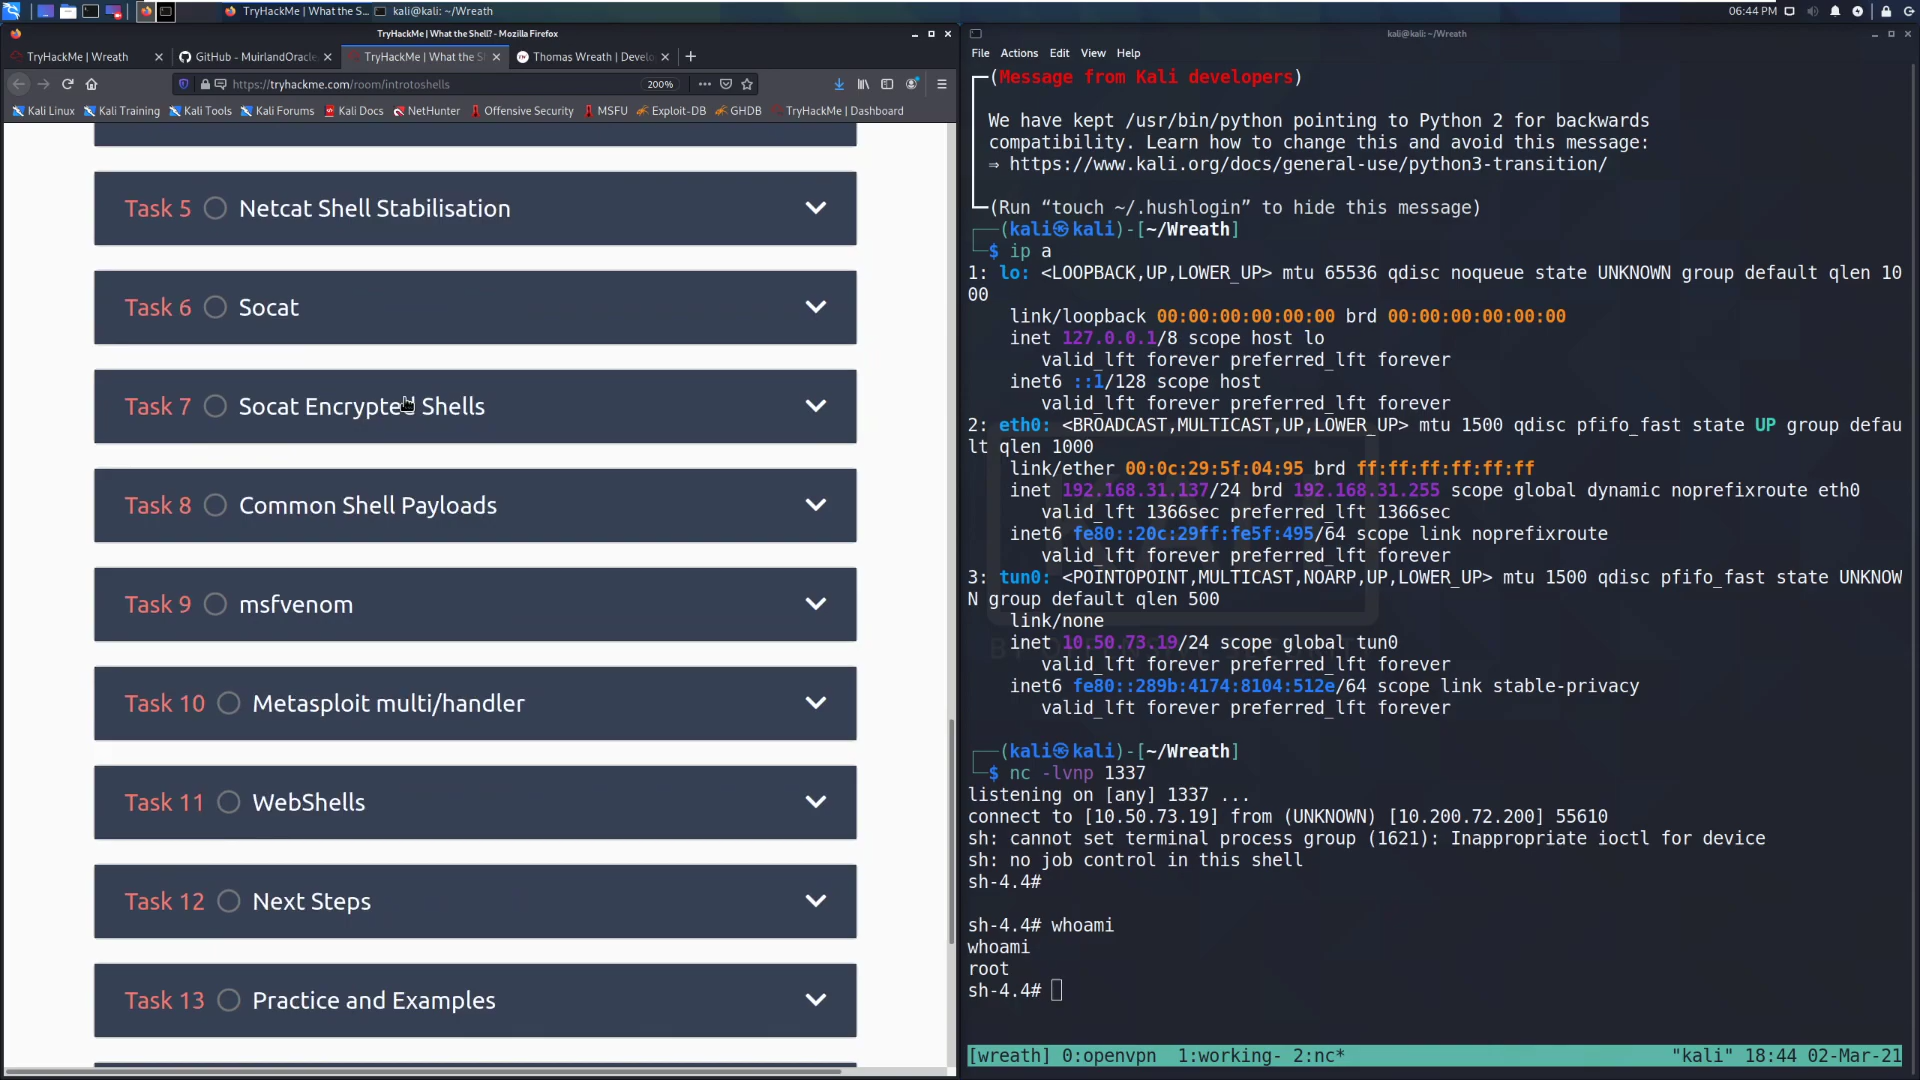 TryHackMe | What the S...
kali@kali: ~/Wreath
06:44 PM
TryHackMe | What the Shell? - Mozilla Firefox
TryHackMe | Wreath
GitHub - MuirlandOracle/
TryHackMe | What the S
Thomas Wreath | Develo
https://tryhackme.com/room/introtoshells
200%
Kali Linux
Kali Training
Kali Tools
Kali Forums
Kali Docs
NetHunter
Offensive Security
MSFU
Exploit-DB
GHDB
TryHackMe | Dashboard
Task 5 Netcat Shell Stabilisation
Task 6 Socat
Task 7 Socat Encrypted Shells
Task 8 Common Shell Payloads
Task 9 msfvenom
Task 10 Metasploit multi/handler
Task 11 WebShells
Task 12 Next Steps
Task 13 Practice and Examples
kali@kali:~/Wreath
File Actions Edit View Help
(Message from Kali developers)
We have kept /usr/bin/python pointing to Python 2 for backwards
compatibility. Learn how to change this and avoid this message:
⇒ https://www.kali.org/docs/general-use/python3-transition/
(Run “touch ~/.hushlogin” to hide this message)
┌──(kali㉿kali)-[~/Wreath]
└─$ ip a
1: lo: <LOOPBACK,UP,LOWER_UP> mtu 65536 qdisc noqueue state UNKNOWN group default qlen 10
00
link/loopback 00:00:00:00:00:00 brd 00:00:00:00:00:00
inet 127.0.0.1/8 scope host lo
valid_lft forever preferred_lft forever
inet6 ::1/128 scope host
valid_lft forever preferred_lft forever
2: eth0: <BROADCAST,MULTICAST,UP,LOWER_UP> mtu 1500 qdisc pfifo_fast state UP group defau
lt qlen 1000
link/ether 00:0c:29:5f:04:95 brd ff:ff:ff:ff:ff:ff
inet 192.168.31.137/24 brd 192.168.31.255 scope global dynamic noprefixroute eth0
valid_lft 1366sec preferred_lft 1366sec
inet6 fe80::20c:29ff:fe5f:495/64 scope link noprefixroute
valid_lft forever preferred_lft forever
3: tun0: <POINTOPOINT,MULTICAST,NOARP,UP,LOWER_UP> mtu 1500 qdisc pfifo_fast state UNKNOW
N group default qlen 500
link/none
inet 10.50.73.19/24 scope global tun0
valid_lft forever preferred_lft forever
inet6 fe80::289b:4174:8104:512e/64 scope link stable-privacy
valid_lft forever preferred_lft forever
┌──(kali㉿kali)-[~/Wreath]
└─$ nc -lvnp 1337
listening on [any] 1337 ...
connect to [10.50.73.19] from (UNKNOWN) [10.200.72.200] 55610
sh: cannot set terminal process group (1621): Inappropriate ioctl for device
sh: no job control in this shell
sh-4.4#
sh-4.4# whoami
whoami
root
sh-4.4#
[wreath] 0:openvpn 1:working- 2:nc*
"kali" 18:44 02-Mar-21